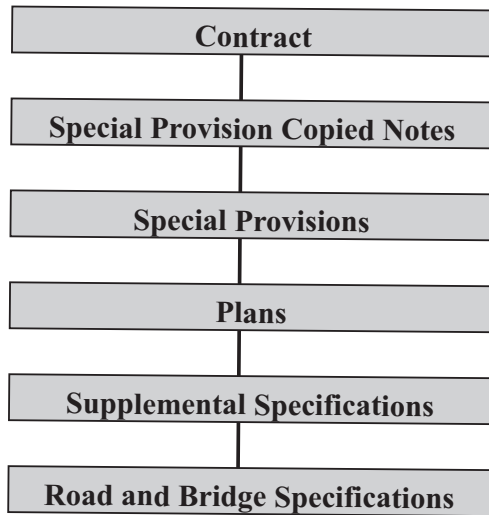 Contract
Special Provision Copied Notes
Special Provisions
Plans
Supplemental Specifications
Road and Bridge Specifications